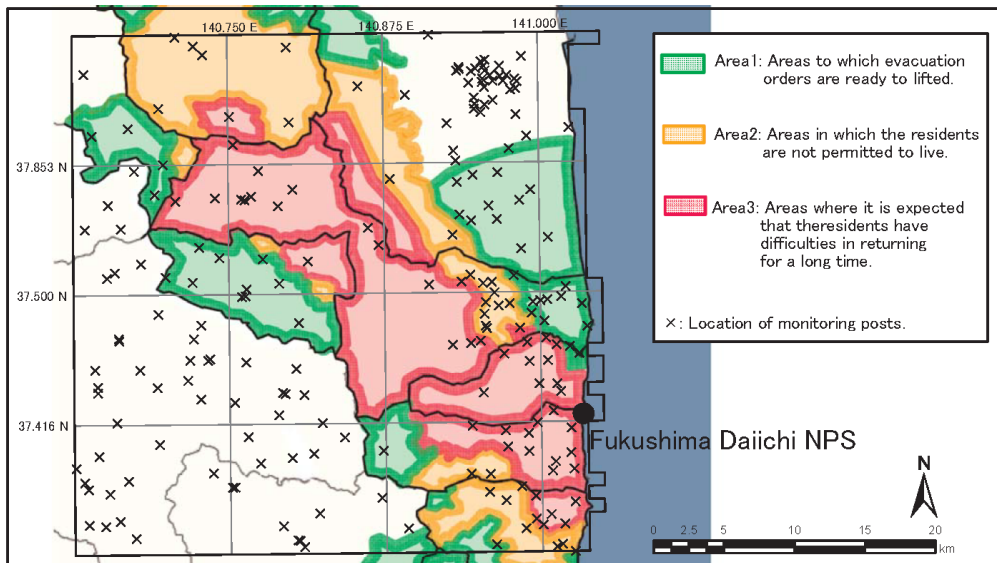 140.750 E
140.875 E
141.000 E
37.853 N
37.500 N
37.416 N
Area1: Areas to which evacuation
orders are ready to lifted.
Area2: Areas in which the residents
are not permitted to live.
Area3: Areas where it is expected
that theresidents have
difficulties in returning
for a long time.
×: Location of monitoring posts.
Fukushima Daiichi NPS
N
0 2.5 5 10 15 20
km